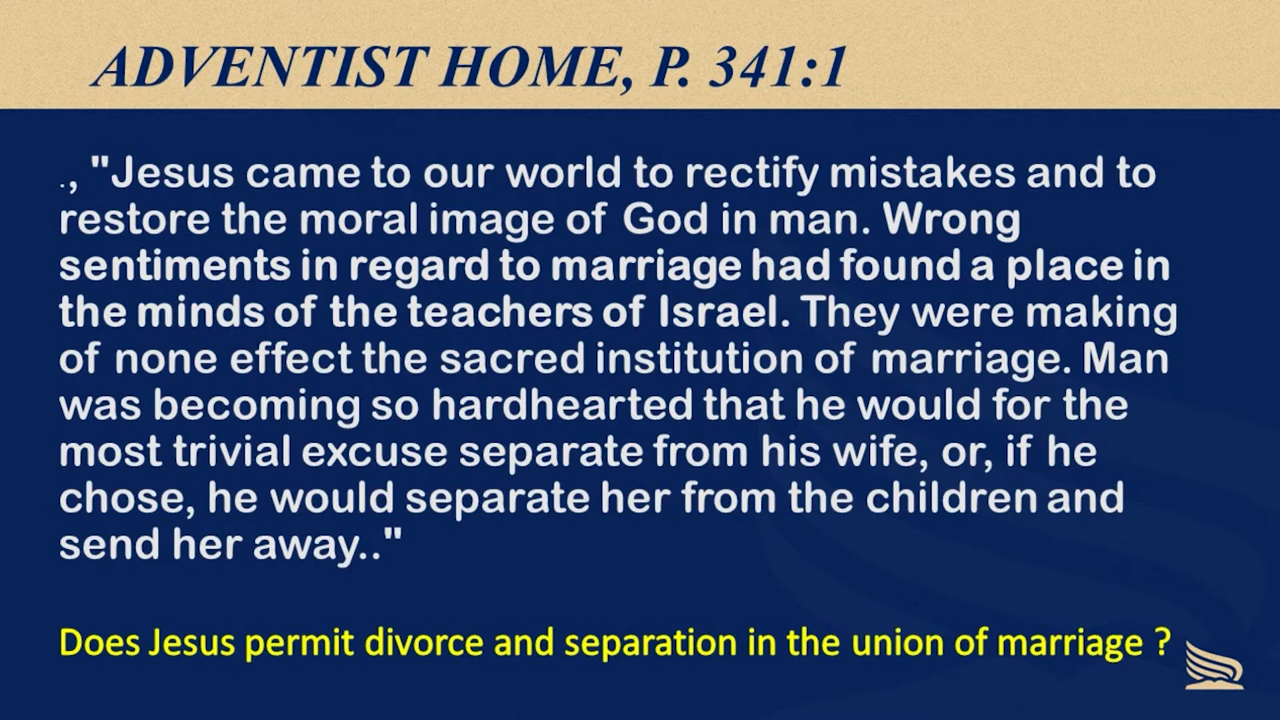 ADVENTIST HOME, P. 341:1
., "Jesus came to our world to rectify mistakes and to
restore the moral image of God in man. Wrong
sentiments in regard to marriage had found a place in
the minds of the teachers of Israel. They were making
of none effect the sacred institution of marriage. Man
was becoming so hardhearted that he would for the
most trivial excuse separate from his wife, or, if he
chose, he would separate her from the children and
send her away.."
Does Jesus permit divorce and separation in the union of marriage ?